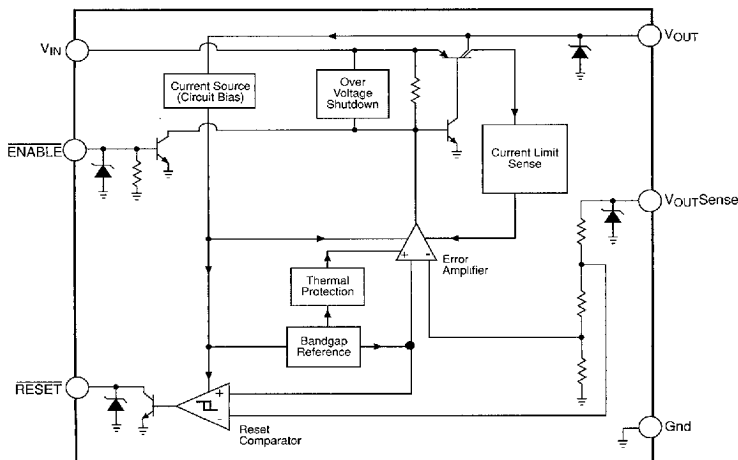 VIN
VOUT
Current Source
(Circuit Bias)
Over
Voltage
Shutdown
ENABLE
Current Limit
Sense
VOUTSense
+
-
Error
Amplifier
Thermal
Protection
Bandgap
Reference
RESET
+
-
Reset
Comparator
Gnd